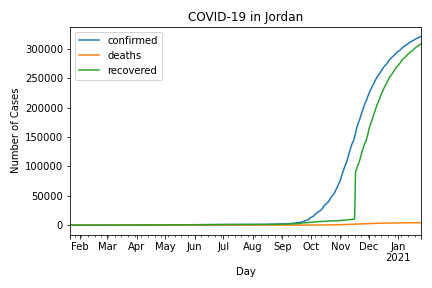 COVID-19 in Jordan
confirmed
deaths
recovered
Number of Cases
300000
250000
200000
150000
100000
50000
0
Feb Mar Apr May Jun Jul Aug Sep Oct Nov Dec Jan
2021
Day